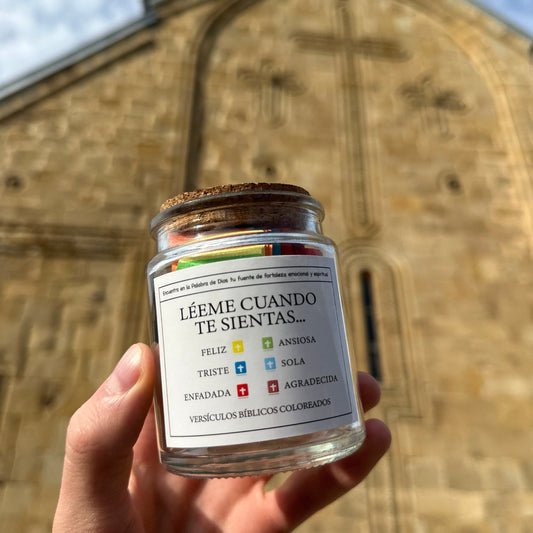 Encuentra en la Palabra de Dios tu fuente de fortaleza emocional y espiritual
LÉEME CUANDO
TE SIENTAS...
FELIZ ANSIOSA
TRISTE SOLA
ENFADADA AGRADECIDA
VERSÍCULOS BÍBLICOS COLOREADOS